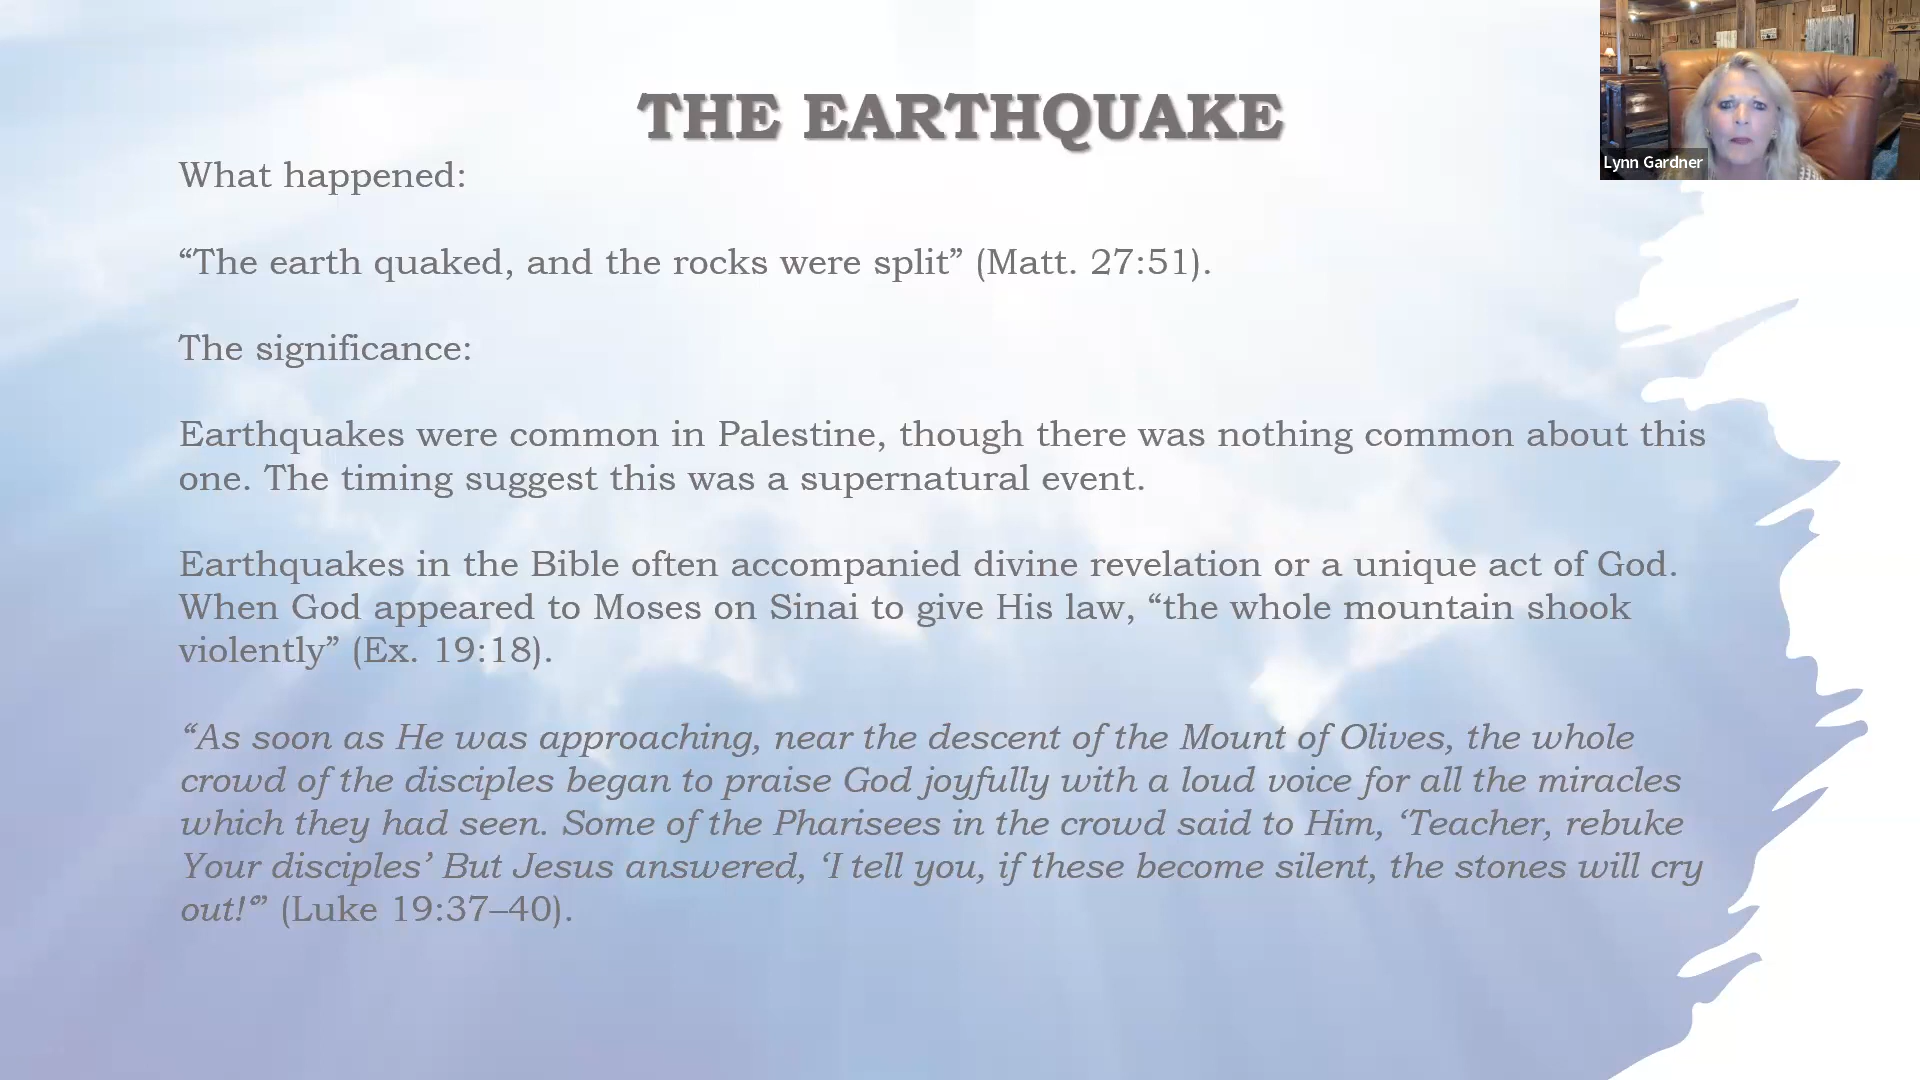 THE EARTHQUAKE
Lynn Gardner
What happened:
“The earth quaked, and the rocks were split” (Matt. 27:51).
The significance:
Earthquakes were common in Palestine, though there was nothing common about this
one. The timing suggest this was a supernatural event.
Earthquakes in the Bible often accompanied divine revelation or a unique act of God.
When God appeared to Moses on Sinai to give His law, “the whole mountain shook
violently” (Ex. 19:18).
“As soon as He was approaching, near the descent of the Mount of Olives, the whole
crowd of the disciples began to praise God joyfully with a loud voice for all the miracles
which they had seen. Some of the Pharisees in the crowd said to Him, ‘Teacher, rebuke
Your disciples’ But Jesus answered, ‘I tell you, if these become silent, the stones will cry
out!‘” (Luke 19:37–40).